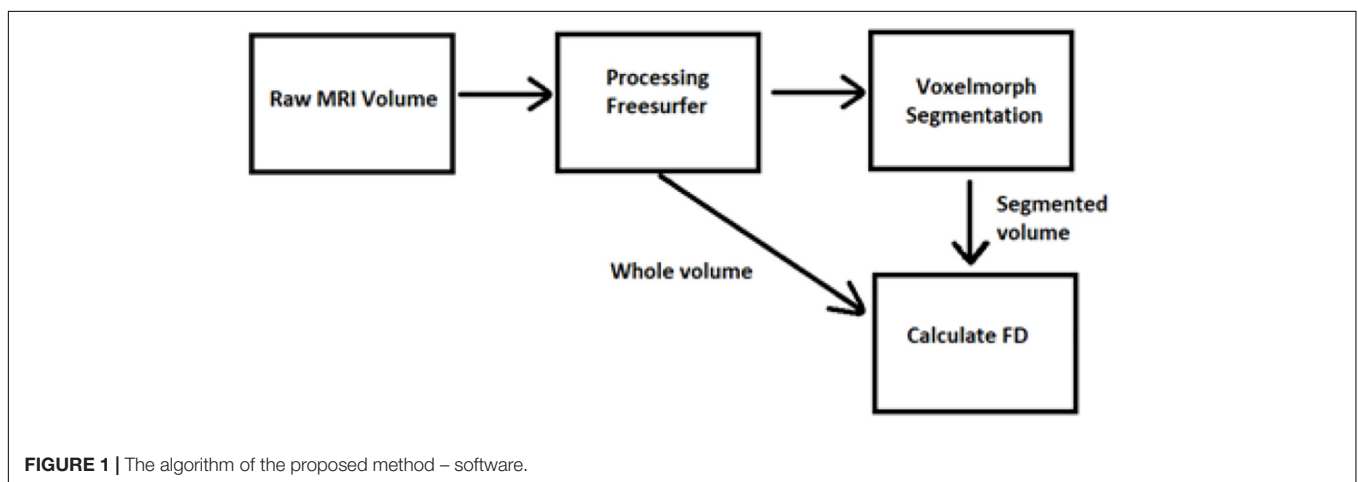 Raw MRI Volume
Processing
Freesurfer
Voxelmorph
Segmentation
Segmented
volume
Whole volume
Calculate FD
FIGURE 1 | The algorithm of the proposed method – software.